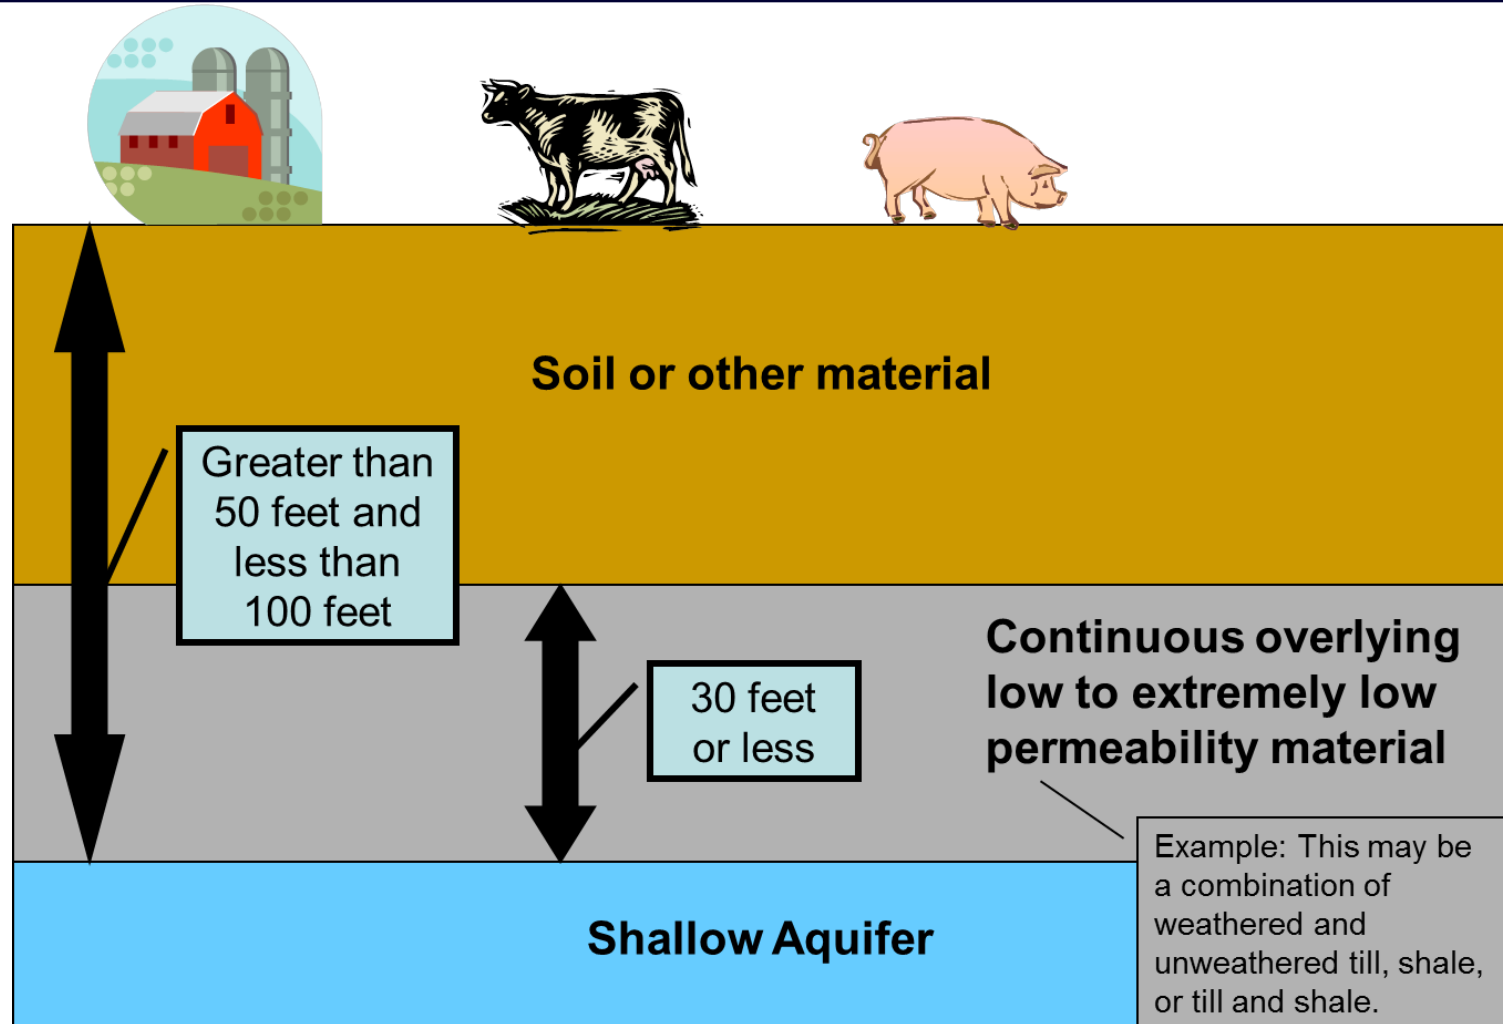 Soil or other material
Greater than
50 feet and
less than
100 feet
Continuous overlying
low to extremely low
permeability material
30 feet
or less
Example: This may be
a combination of
weathered and
unweathered till, shale,
or till and shale.
Shallow Aquifer